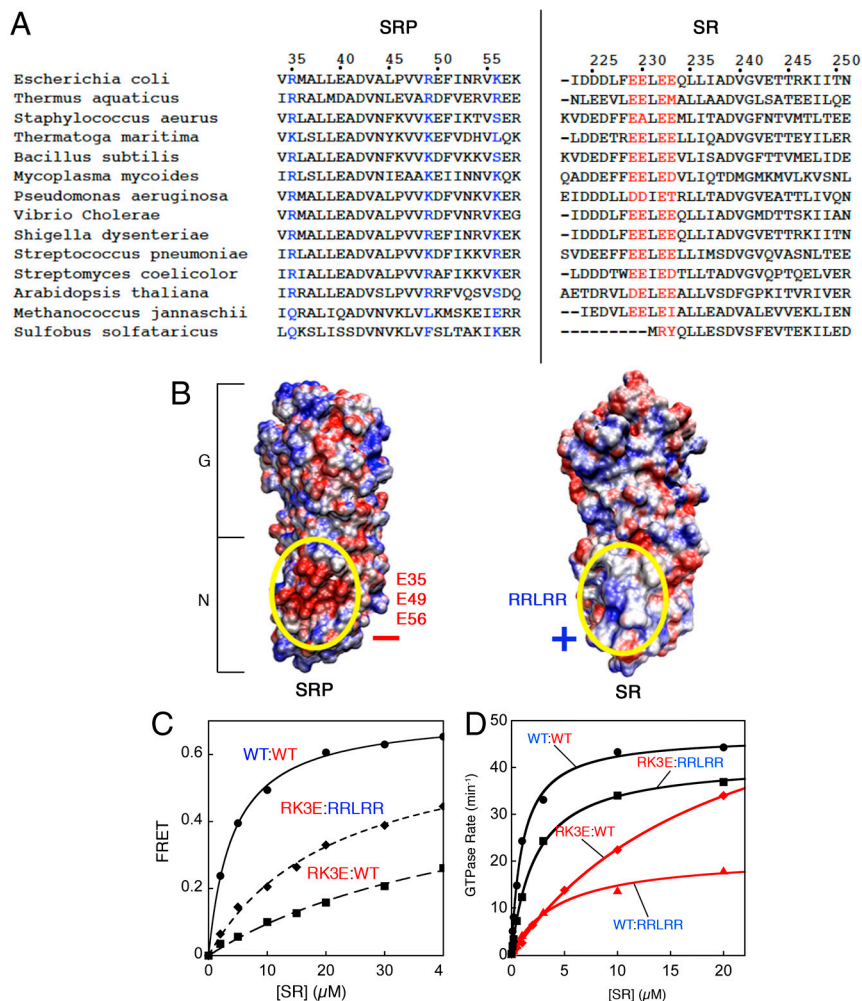 A
SRP
SR
35 40 45 50 55
225 230 235 240 245 250
Escherichia coli VRMALLEADVALPVVREFINRVKEK -IDDDLFEELEEQLLIADVGVETTRKIITN
Thermus aquaticus IRRALMDADVNLEVARDFVERVREE -NLEEVLEELEMALLAADVGLSATEEILQE
Staphylococcus aeurus VRLALLEADVNFKVVKEFIKTVSER KVDEDFFEALEEMLITADVGFNTVMTLTEE
Thermatoga maritima VKLSLLEADVNYKVVKEFVDHVLQK -LDDETREELEELLIQADVGVETTEYILER
Bacillus subtilis VRLALLEADVNFKVVKDFVKKVSER KVDEDFFEELEEVLISADVGFTTVMELIDE
Mycoplasma mycoides IRLSLLEADVNIEAAKEIINNVKQK QADDEFFEELEDVLIQTDMGMKMVLKVSNL
Pseudomonas aeruginosa VRMALLEADVALPVVKDFVNKVKER EIDDDLLDDIETRLLTADVGVEATTLIVQN
Vibrio Cholerae VRMALLEADVALPVVRDFVNRVKEG -IDDDLFEELEEQLLIADVGMDTTSKIIAN
Shigella dysenteriae VRMALLEADVALPVVREFINRVKEK -IDDDLFEELEEQLLIADVGVETTRKIITN
Streptococcus pneumoniae VRLALLEADVALPVVRDFIKRVKER SVDEEFFEELEELLIMSDVGVQVASNLTEE
Streptomyces coelicolor IRIALLEADVALPVVRAFIKKVKER -LDDDTWEEIEDTLLTADVGVQPTQELVER
Arabidopsis thaliana IRRALLEADVSLPVVRRFVQSVSDQ AETDRVLDELEEALLVSDFGPKITVRIVER
Methanococcus jannaschii IQRALIQADVNVKLVLKMSKEIERR --IEDVLEELEIALLEADVALEVVEKLIEN
Sulfobus solfataricus LQKSLISSDVNVKLVFSLTAKIKER ---------MRYQLLESDVSFEVTEKILED
B
G
N
E35
E49
E56
−
RRLRR
+
SRP
SR
C
FRET
0.6
0.4
0.2
0
WT:WT
RK3E:RRLRR
RK3E:WT
0 10 20 30 4
[SR] (μM)
D
GTPase Rate (min⁻¹)
50
40
30
20
10
0
WT:WT
RK3E:RRLRR
RK3E:WT
WT:RRLRR
0 5 10 15 20
[SR] (μM)